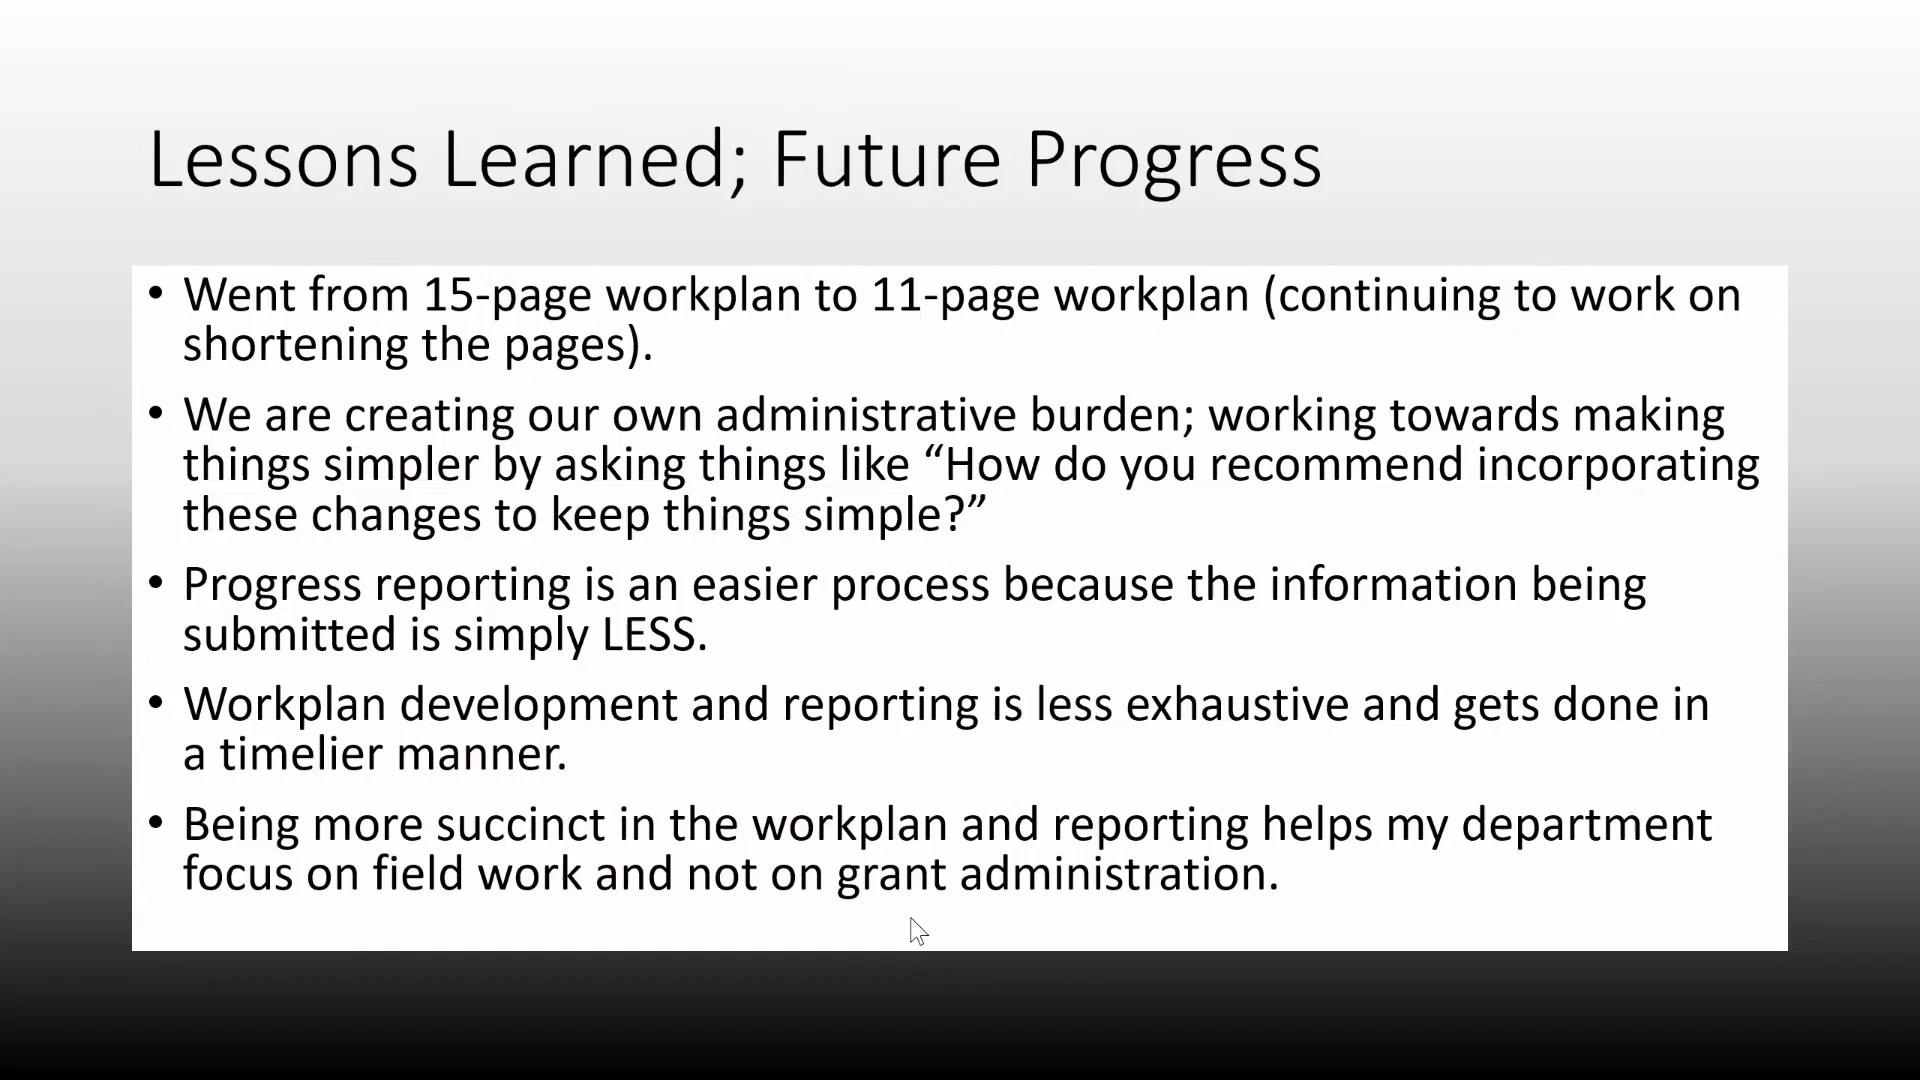 Lessons Learned; Future Progress
• Went from 15-page workplan to 11-page workplan (continuing to work on
shortening the pages).
• We are creating our own administrative burden; working towards making
things simpler by asking things like “How do you recommend incorporating
these changes to keep things simple?”
• Progress reporting is an easier process because the information being
submitted is simply LESS.
• Workplan development and reporting is less exhaustive and gets done in
a timelier manner.
• Being more succinct in the workplan and reporting helps my department
focus on field work and not on grant administration.